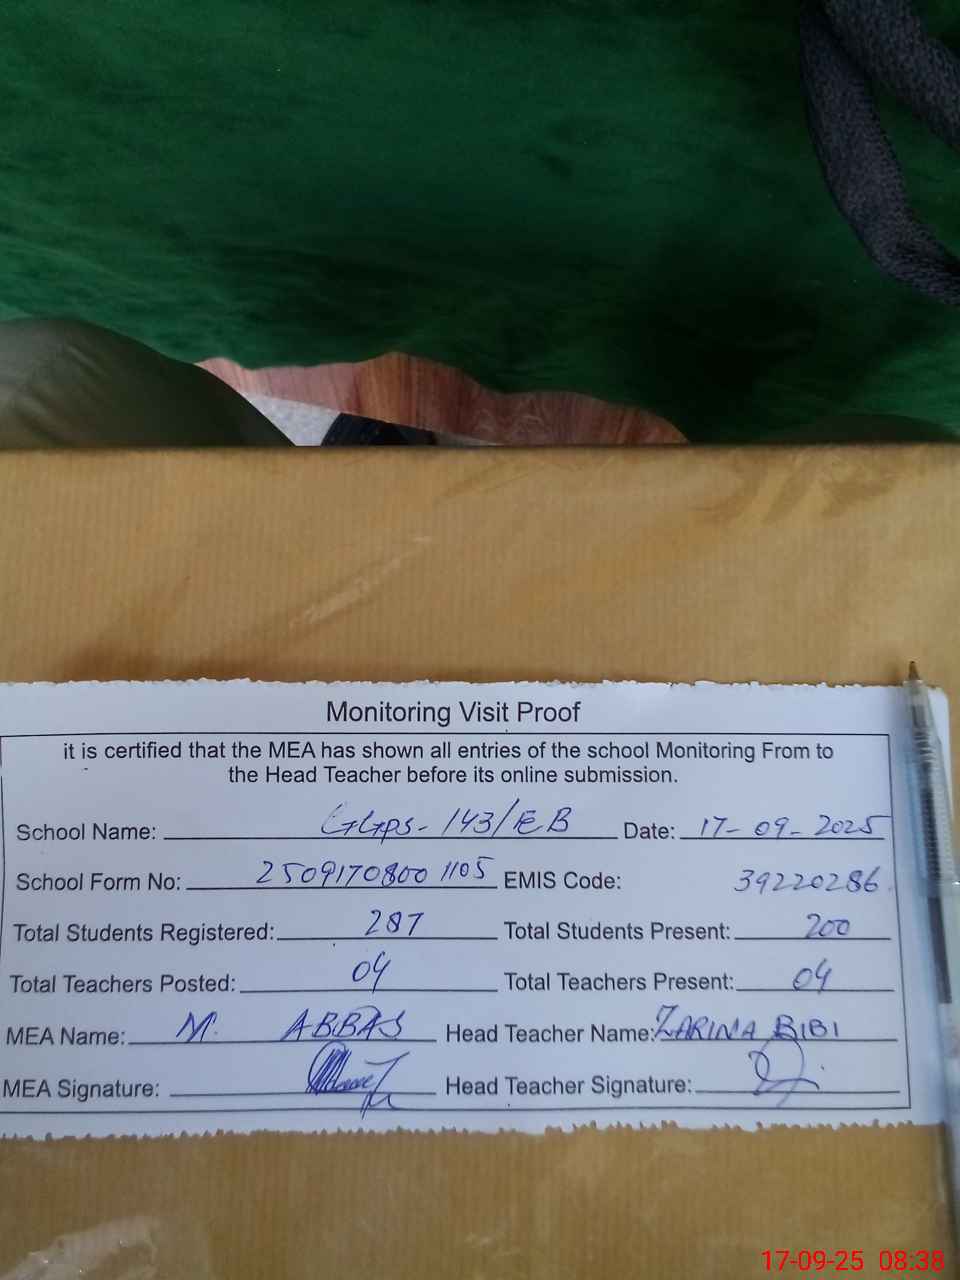 Monitoring Visit Proof
it is certified that the MEA has shown all entries of the school Monitoring From to
the Head Teacher before its online submission.
School Name: GGPS-143/EB Date: 17-09-2025
School Form No: 25091708001105 EMIS Code: 39220286
Total Students Registered: 287 Total Students Present: 200
Total Teachers Posted: 04 Total Teachers Present: 04
MEA Name: M. ABBAS Head Teacher Name: ZARINA BIBI
MEA Signature: Head Teacher Signature:
17-09-25 08:38